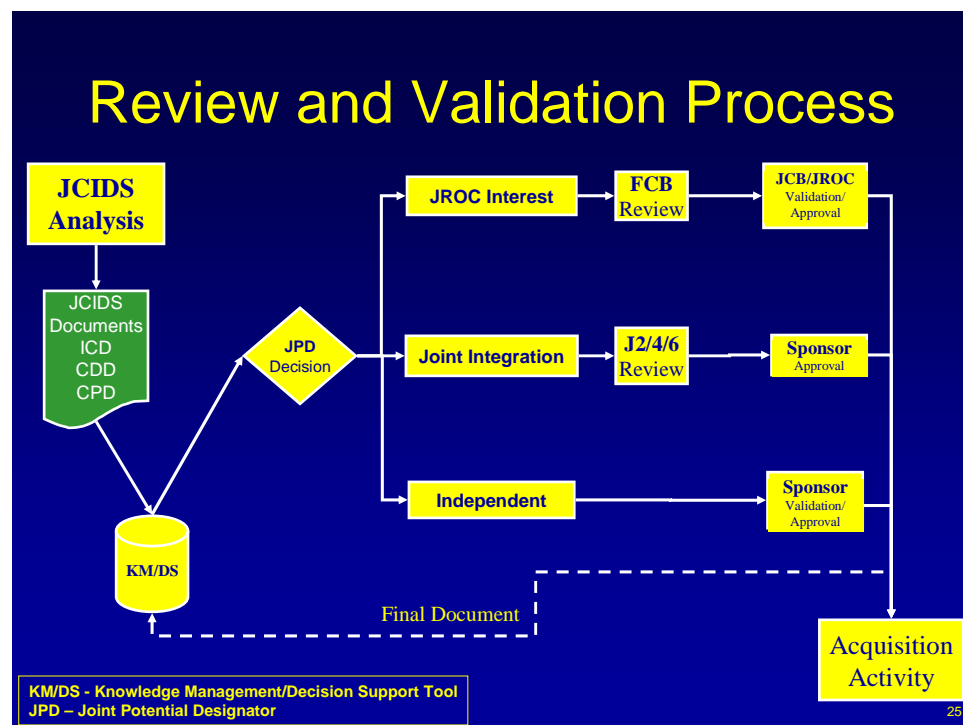 Review and Validation Process
JCIDS
Analysis
JCIDS
Documents
ICD
CDD
CPD
KM/DS
JPD
Decision
JROC Interest
FCB
Review
JCB/JROC
Validation/
Approval
Joint Integration
J2/4/6
Review
Sponsor
Approval
Independent
Sponsor
Validation/
Approval
Final Document
Acquisition
Activity
KM/DS - Knowledge Management/Decision Support Tool
JPD – Joint Potential Designator
25